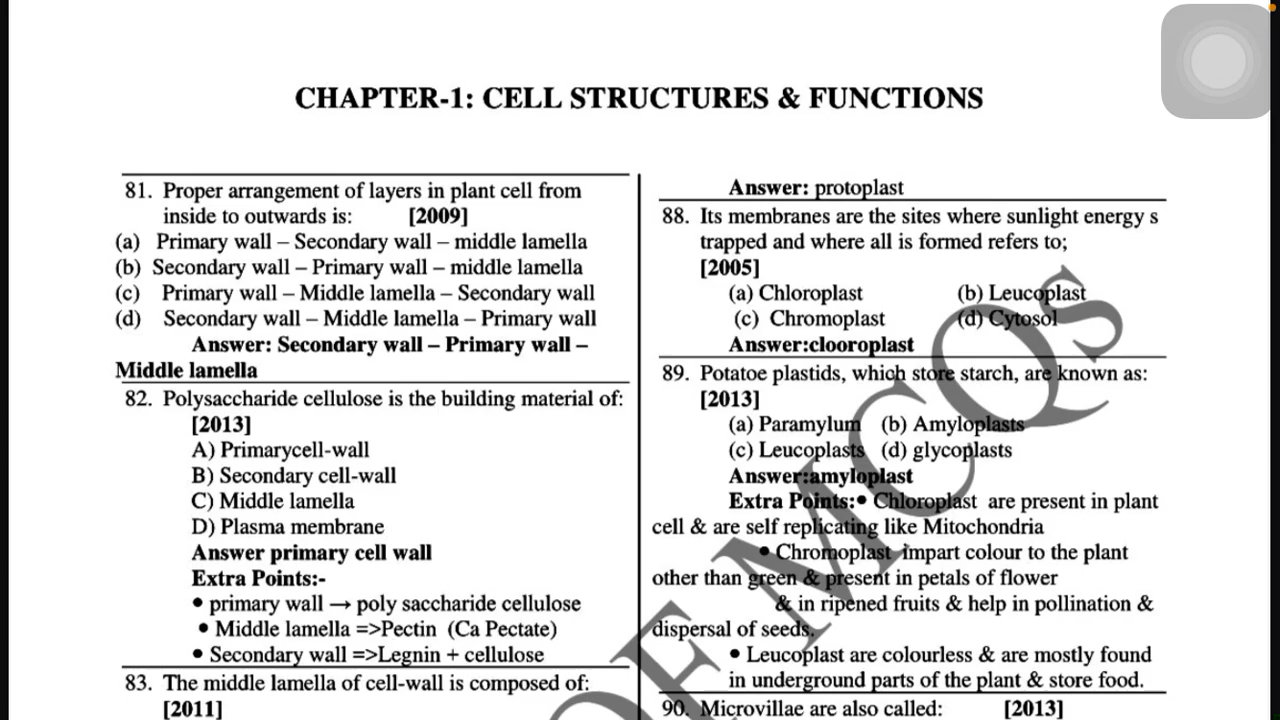 CHAPTER-1: CELL STRUCTURES & FUNCTIONS
81. Proper arrangement of layers in plant cell from
inside to outwards is: [2009]
(a) Primary wall – Secondary wall – middle lamella
(b) Secondary wall – Primary wall – middle lamella
(c) Primary wall – Middle lamella – Secondary wall
(d) Secondary wall – Middle lamella – Primary wall
Answer: Secondary wall – Primary wall –
Middle lamella
82. Polysaccharide cellulose is the building material of:
[2013]
A) Primarycell-wall
B) Secondary cell-wall
C) Middle lamella
D) Plasma membrane
Answer primary cell wall
Extra Points:-
• primary wall → poly saccharide cellulose
• Middle lamella =>Pectin (Ca Pectate)
• Secondary wall =>Legnin + cellulose
83. The middle lamella of cell-wall is composed of:
[2011]
Answer: protoplast
88. Its membranes are the sites where sunlight energy s
trapped and where all is formed refers to;
[2005]
(a) Chloroplast (b) Leucoplast
(c) Chromoplast (d) Cytosol
Answer:clooroplast
89. Potatoe plastids, which store starch, are known as:
[2013]
(a) Paramylum (b) Amyloplasts
(c) Leucoplasts (d) glycoplasts
Answer:amyloplast
Extra Points:• Chloroplast are present in plant
cell & are self replicating like Mitochondria
• Chromoplast impart colour to the plant
other than green & present in petals of flower
& in ripened fruits & help in pollination &
dispersal of seeds.
• Leucoplast are colourless & are mostly found
in underground parts of the plant & store food.
90. Microvillae are also called: [2013]
OF MCQS